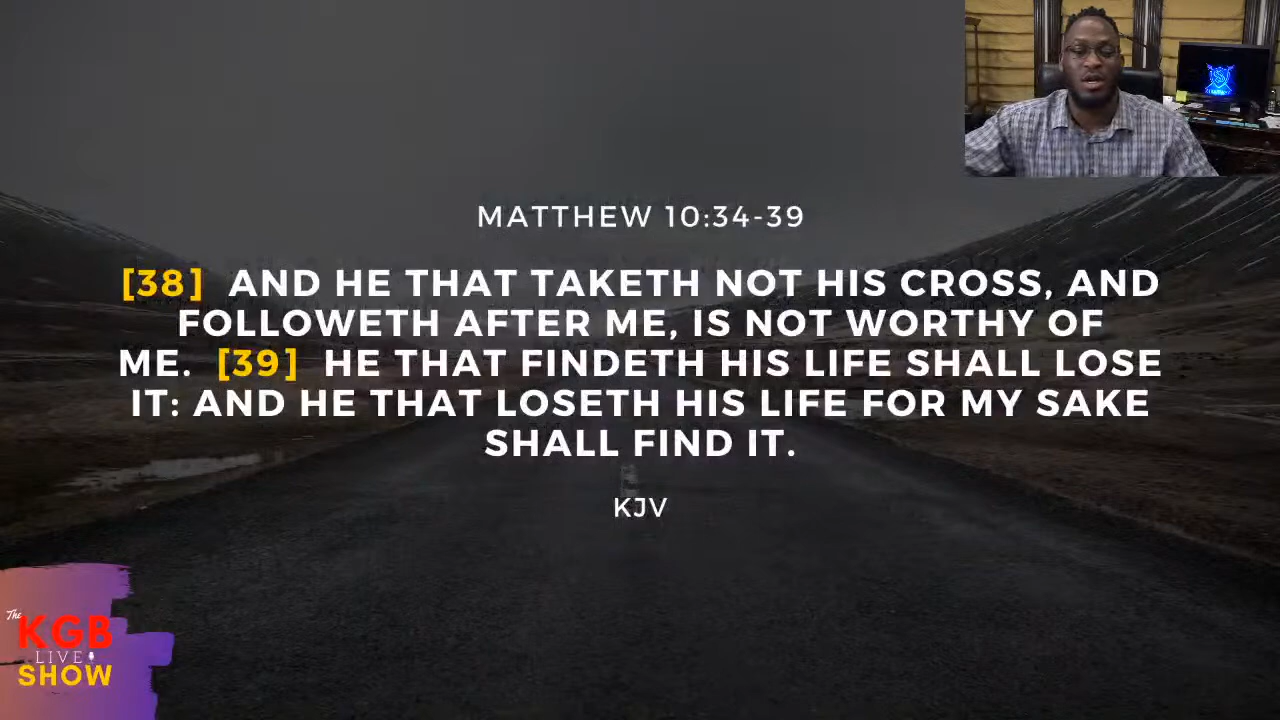 MATTHEW 10:34-39
[38] AND HE THAT TAKETH NOT HIS CROSS, AND
FOLLOWETH AFTER ME, IS NOT WORTHY OF
ME. [39] HE THAT FINDETH HIS LIFE SHALL LOSE
IT: AND HE THAT LOSETH HIS LIFE FOR MY SAKE
SHALL FIND IT.
KJV
The
KGB
LIVE
SHOW